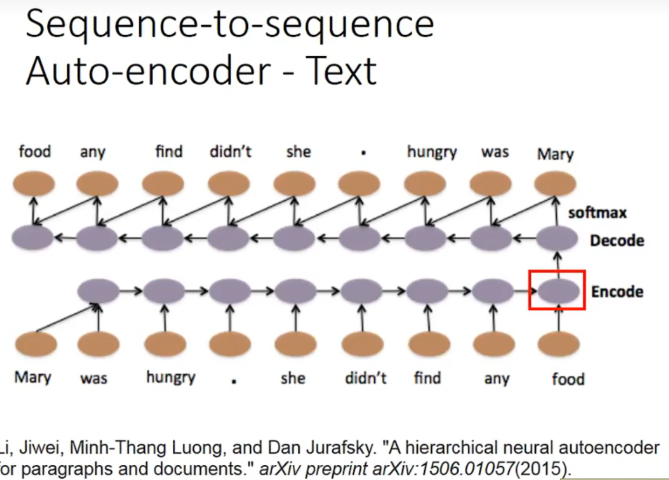 Sequence-to-sequence
Auto-encoder - Text
food any find didn't she . hungry was Mary
softmax
Decode
Encode
Mary was hungry . she didn't find any food
Li, Jiwei, Minh-Thang Luong, and Dan Jurafsky. "A hierarchical neural autoencoder
for paragraphs and documents." arXiv preprint arXiv:1506.01057(2015).